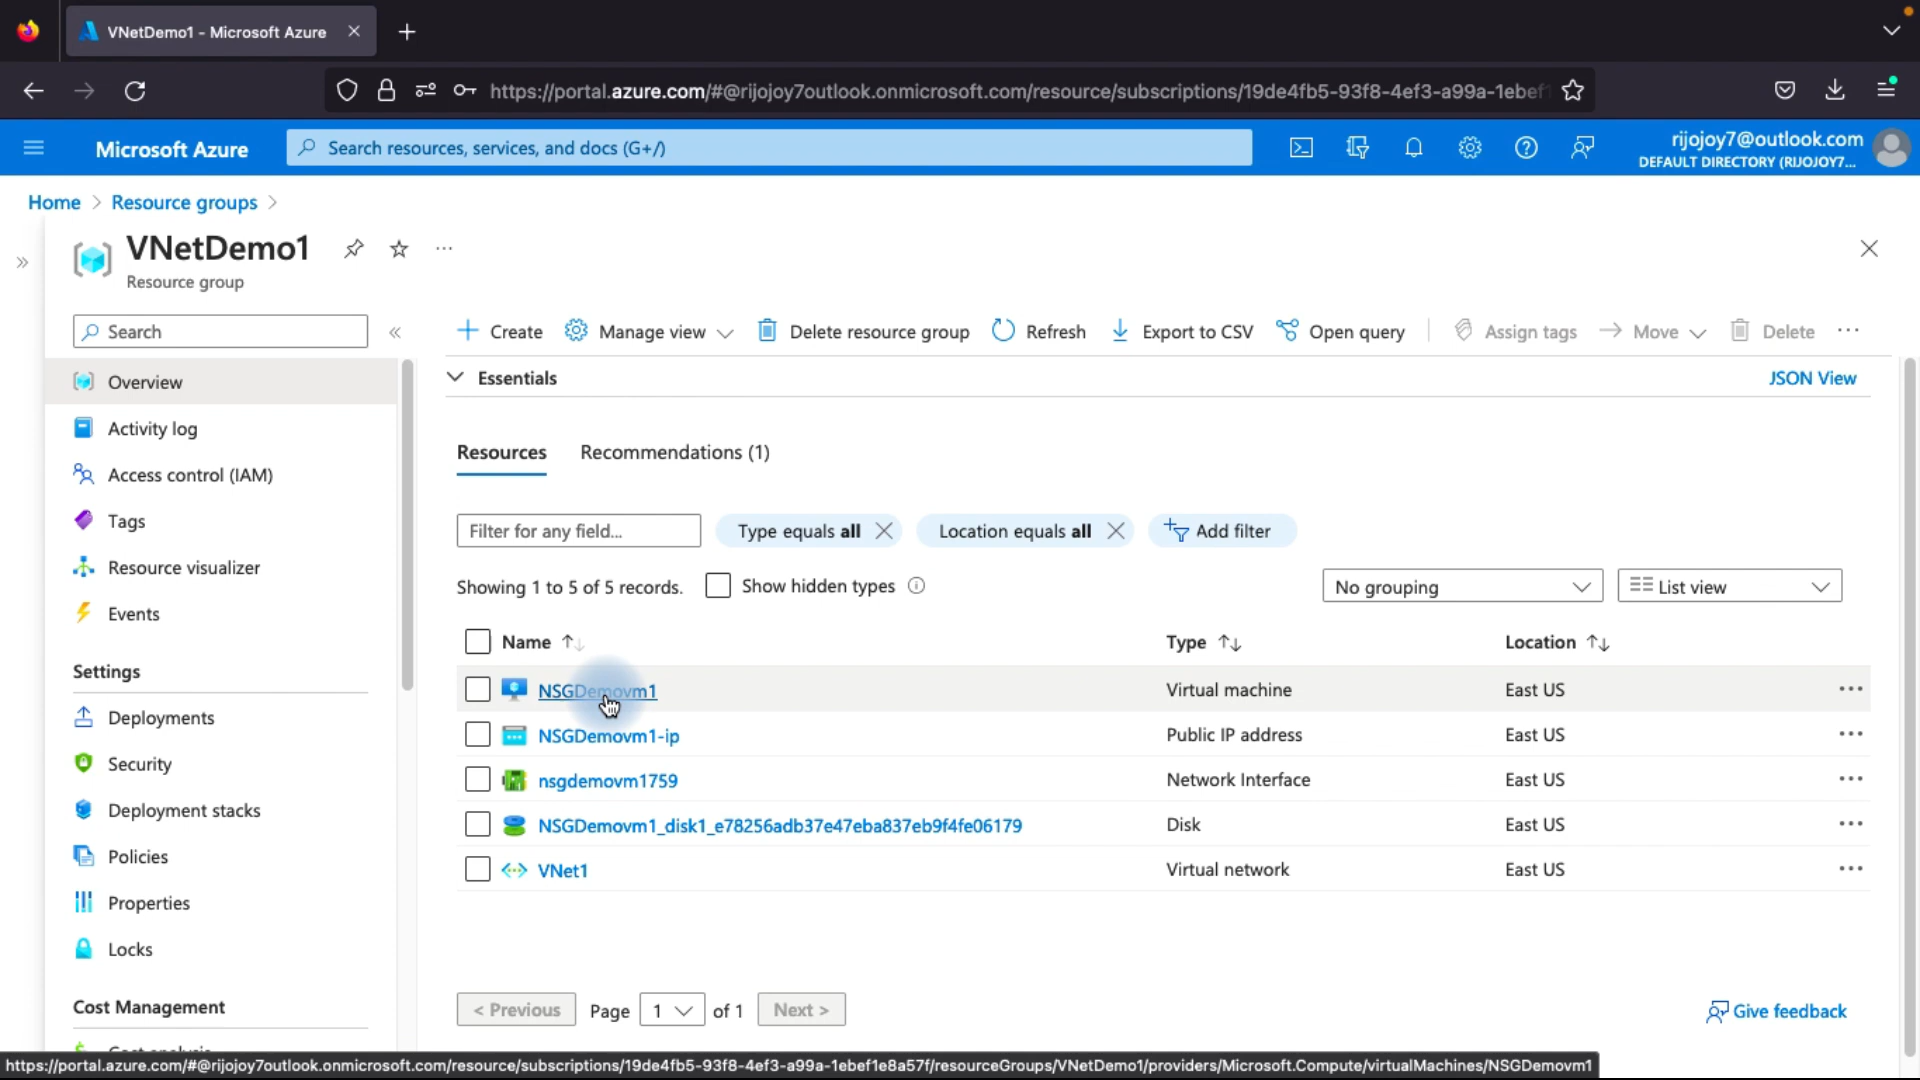 VNetDemo1 - Microsoft Azure
https://portal.azure.com/#@rijojoy7outlook.onmicrosoft.com/resource/subscriptions/19de4fb5-93f8-4ef3-a99a-1ebef
Microsoft Azure
Search resources, services, and docs (G+/)
rijojoy7@outlook.com
DEFAULT DIRECTORY (RIJOJOY7...
Home > Resource groups >
VNetDemo1
Resource group
Search
Create
Manage view
Delete resource group
Refresh
Export to CSV
Open query
Assign tags
Move
Delete
Overview
Activity log
Access control (IAM)
Tags
Resource visualizer
Events
Settings
Deployments
Security
Deployment stacks
Policies
Properties
Locks
Cost Management
Cost analysis
Essentials
JSON View
Resources
Recommendations (1)
Filter for any field...
Type equals all
Location equals all
Add filter
Showing 1 to 5 of 5 records.
Show hidden types
No grouping
List view
Name Type Location
NSGDemovm1 Virtual machine East US
NSGDemovm1-ip Public IP address East US
nsgdemovm1759 Network Interface East US
NSGDemovm1_disk1_e78256adb37e47eba837eb9f4fe06179 Disk East US
VNet1 Virtual network East US
< Previous Page 1 of 1 Next >
Give feedback
https://portal.azure.com/#@rijojoy7outlook.onmicrosoft.com/resource/subscriptions/19de4fb5-93f8-4ef3-a99a-1ebef1e8a57f/resourceGroups/VNetDemo1/providers/Microsoft.Compute/virtualMachines/NSGDemovm1